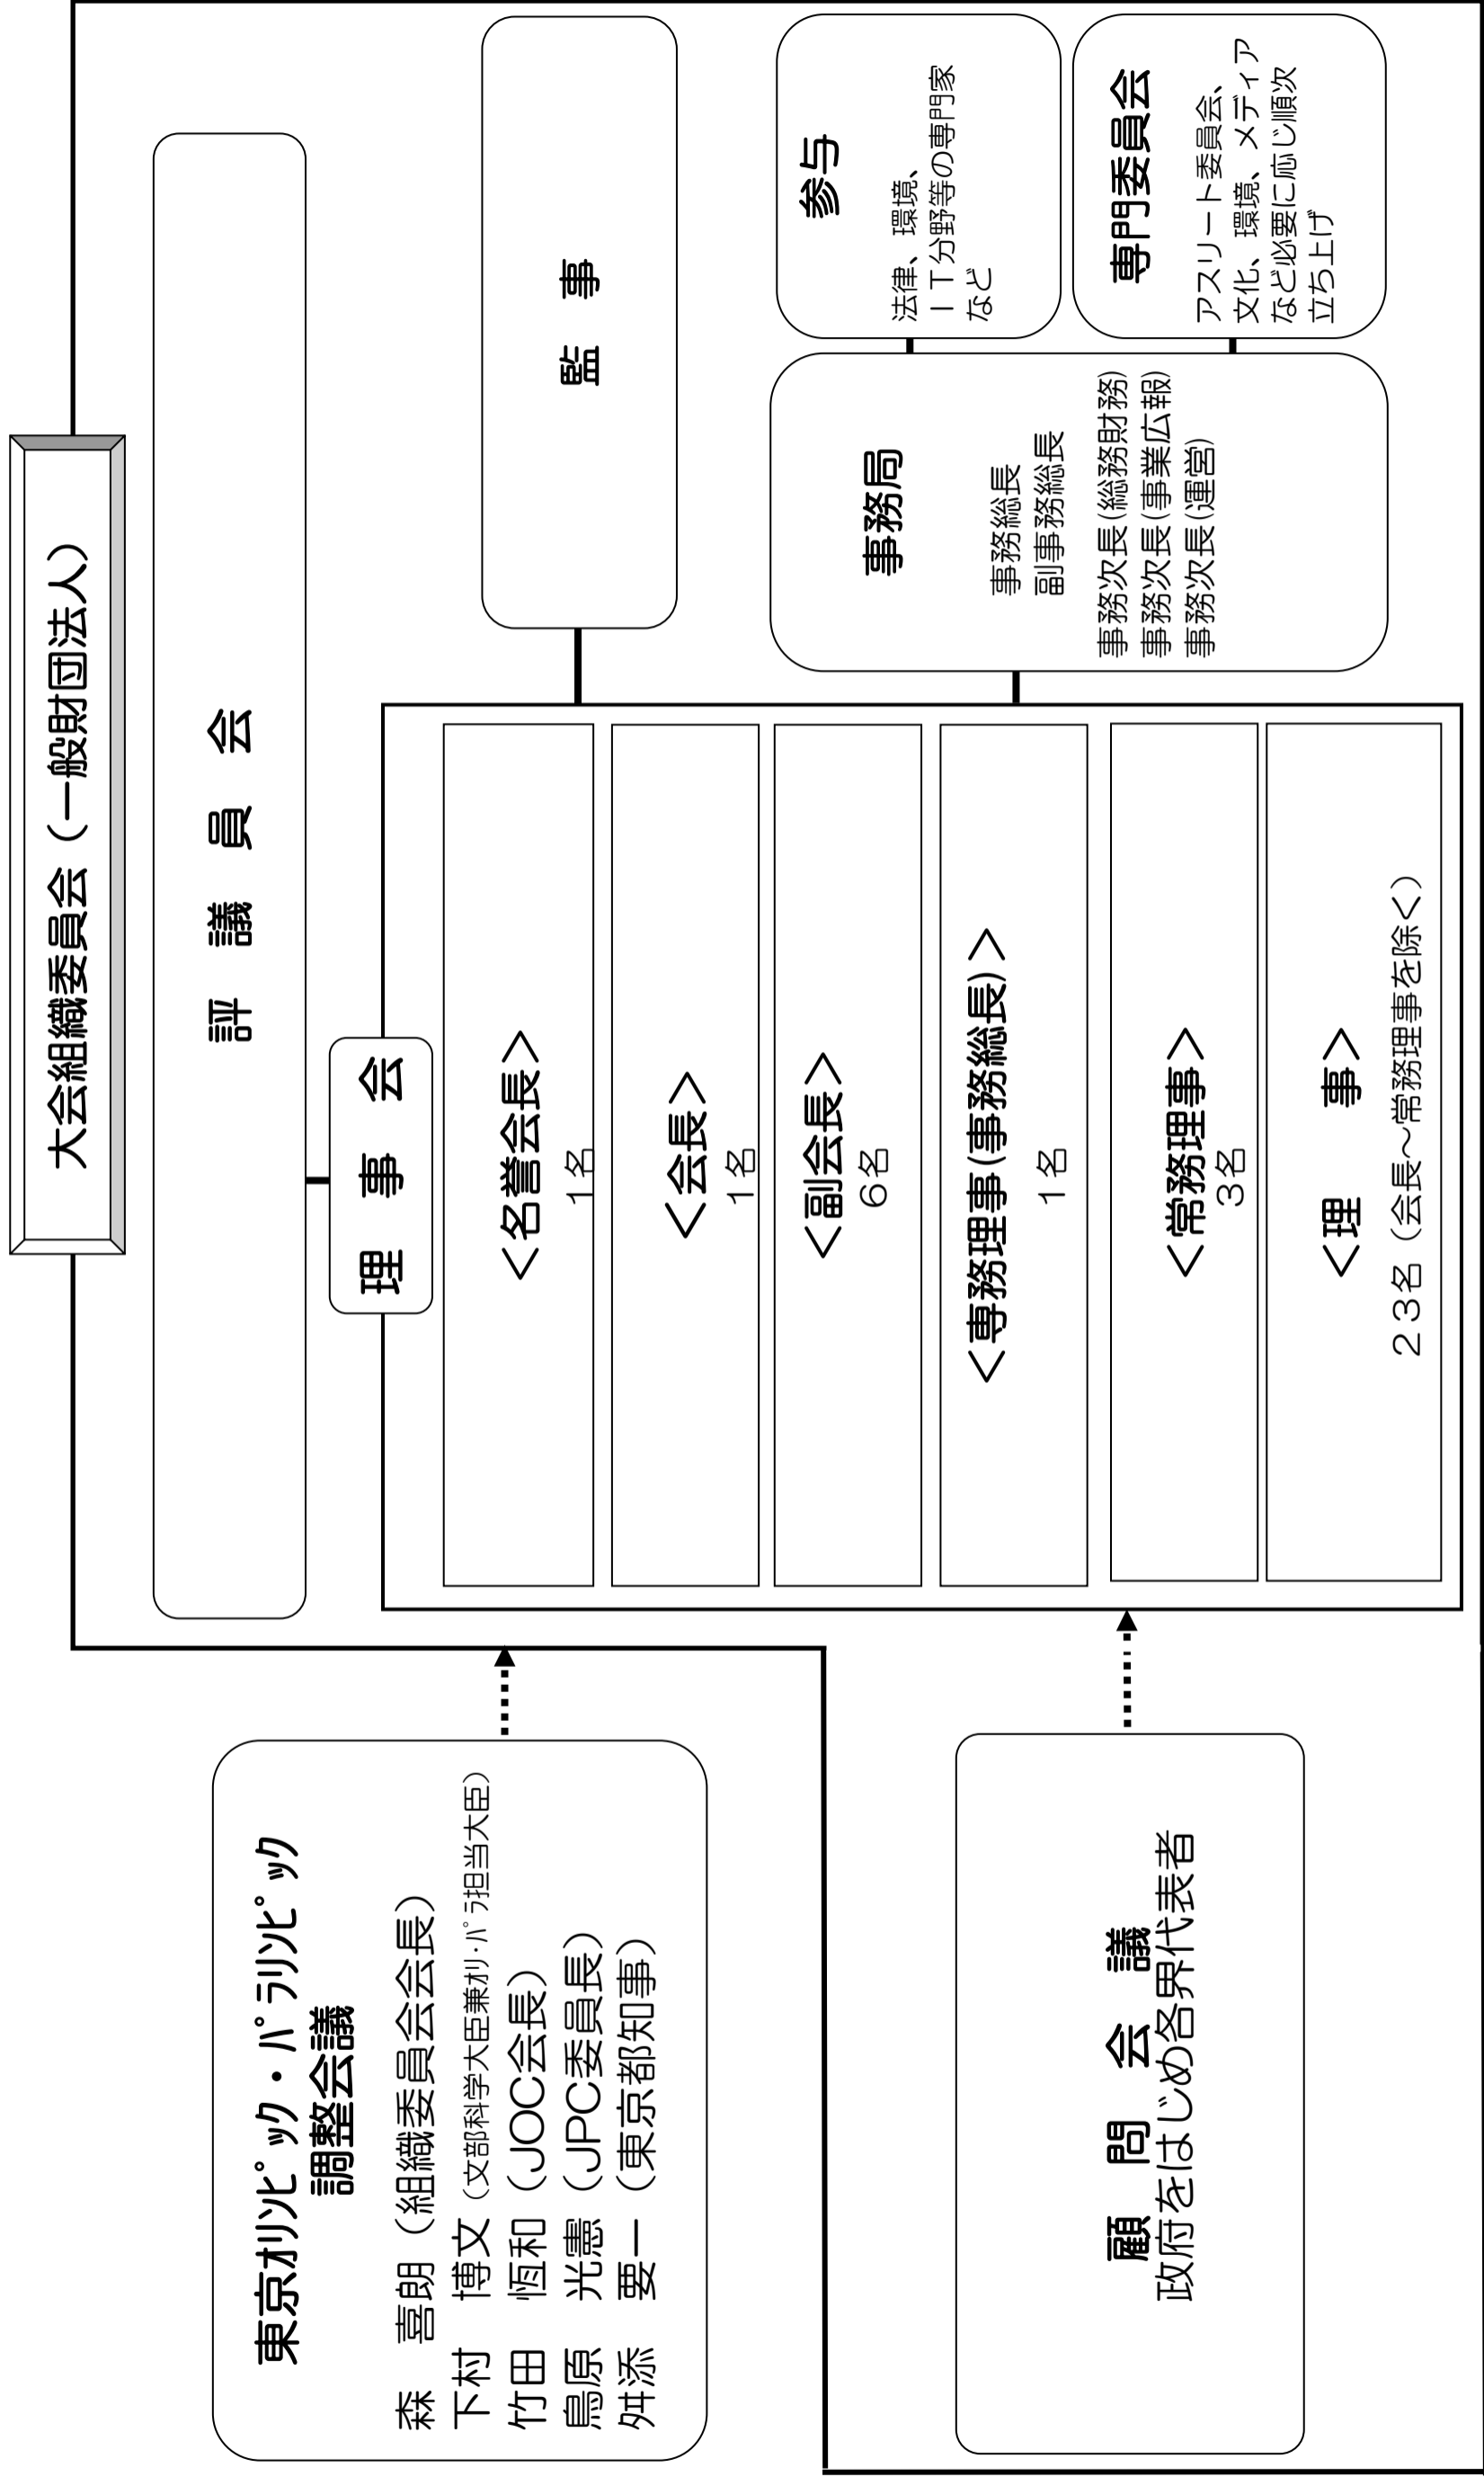 大会組織委員会（一般財団法人）
評議員会
理事会
＜名誉会長＞
１名
＜会長＞
１名
＜副会長＞
６名
＜専務理事(事務総長)＞
１名
＜常務理事＞
３名
＜理　事＞
２３名（会長～常務理事を除く）
監事
事務局
事務総長
副事務総長
事務次長(総務財務)
事務次長(事業広報)
事務次長(運営)
参与
法律、環境、
ＩＴ分野等の専門家
など
専門委員会
アスリート委員会、
文化、環境、メディア
など必要に応じ順次
立ち上げ
東京ｵﾘﾝﾋﾟｯｸ・ﾊﾟﾗﾘﾝﾋﾟｯｸ
調整会議
森　喜朗（組織委員会会長）
下村　博文（文部科学大臣兼ｵﾘ･ﾊﾟﾗ担当大臣）
竹田　恆和（JOC会長）
鳥原　光憲（JPC委員長）
舛添　要一（東京都知事）
顧問会議
政府をはじめ各界代表者